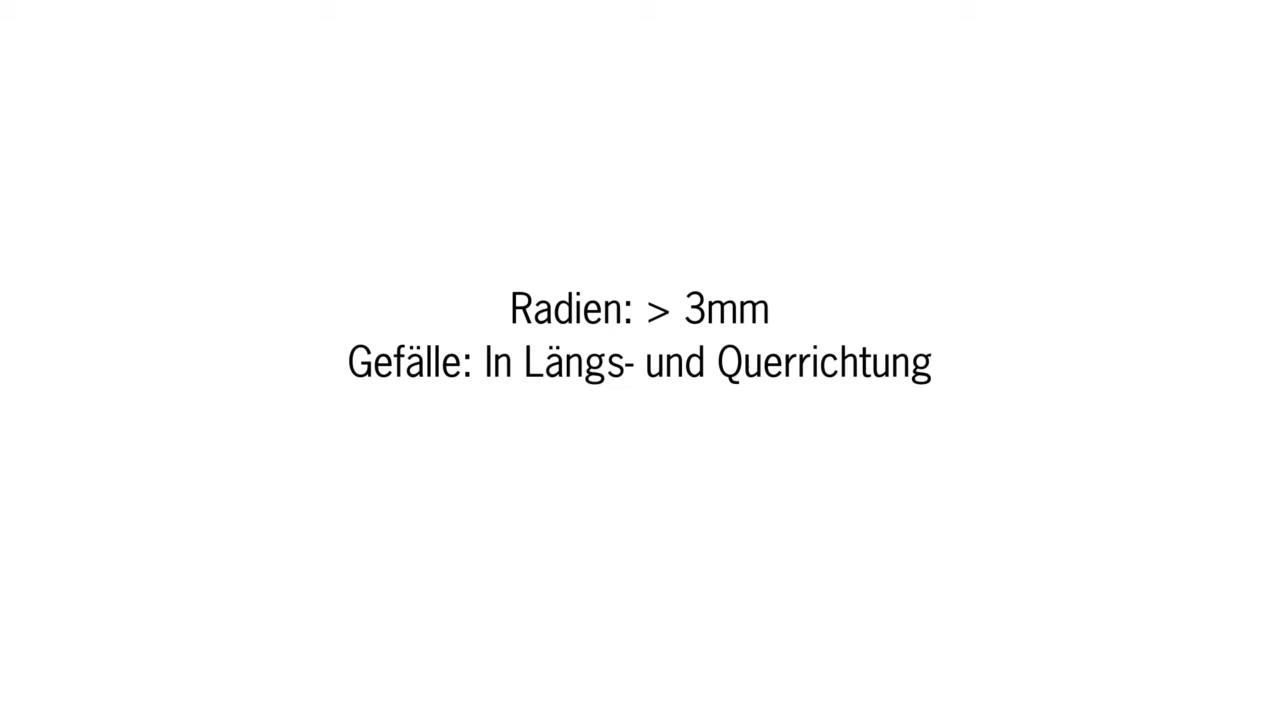 Radien: > 3mm
Gefälle: In Längs- und Querrichtung